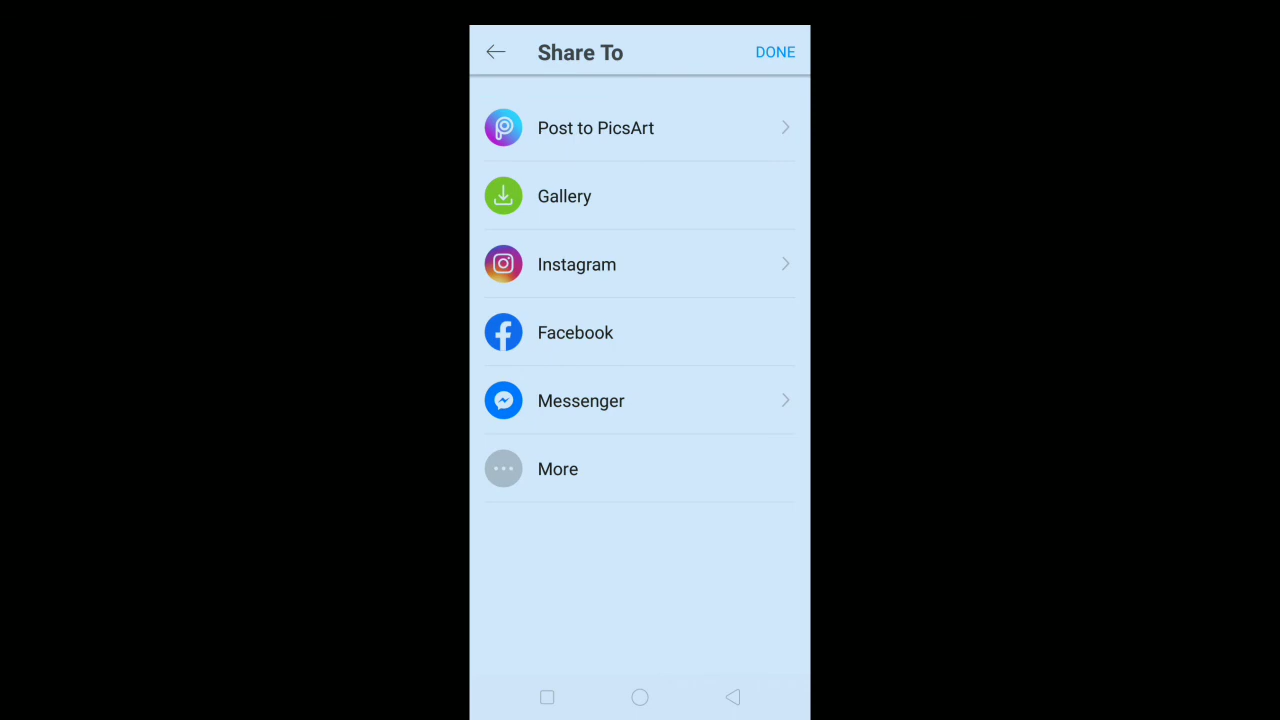 Share To
DONE
Post to PicsArt
Gallery
Instagram
Facebook
Messenger
More